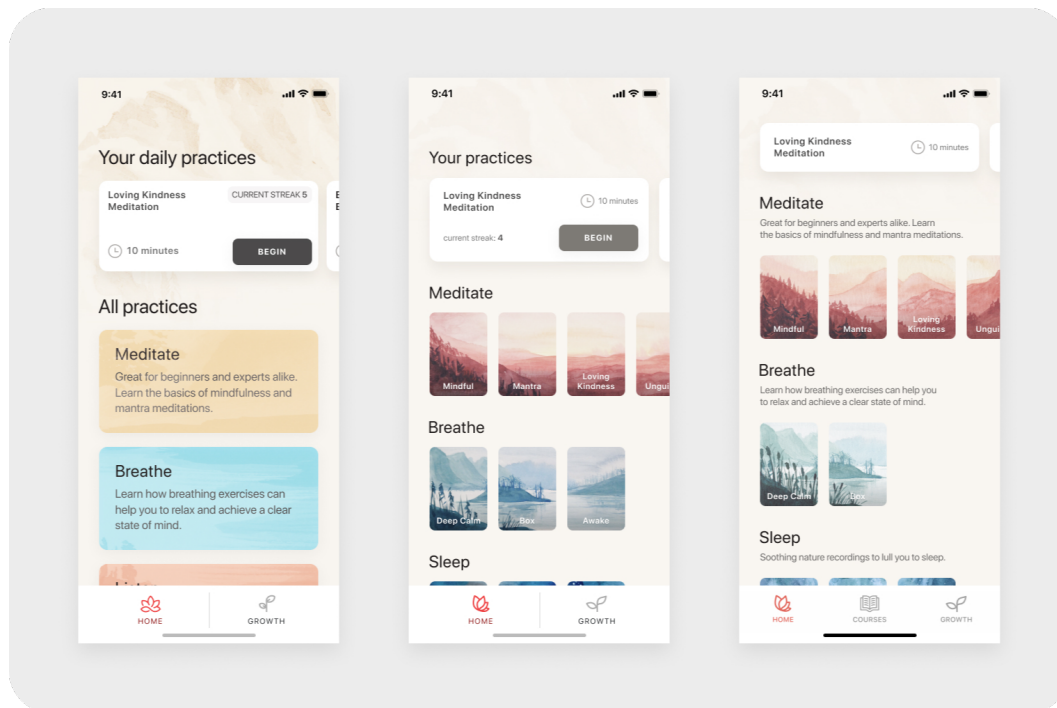 9:41
Your daily practices
Loving Kindness
Meditation
CURRENT STREAK 5
10 minutes
BEGIN
All practices
Meditate
Great for beginners and experts alike.
Learn the basics of mindfulness and
mantra meditations.
Breathe
Learn how breathing exercises can
help you to relax and achieve a clear
state of mind.
HOME
GROWTH
9:41
Your practices
Loving Kindness
Meditation
10 minutes
current streak: 4
BEGIN
Meditate
Mindful
Mantra
Loving
Kindness
Ungui
Breathe
Deep Calm
Box
Awake
Sleep
HOME
GROWTH
9:41
Loving Kindness
Meditation
10 minutes
Meditate
Great for beginners and experts alike. Learn
the basics of mindfulness and mantra meditations.
Mindful
Mantra
Loving
Kindness
Ungui
Breathe
Learn how breathing exercises can help you
to relax and achieve a clear state of mind.
Deep Calm
Box
Sleep
Soothing nature recordings to lull you to sleep.
HOME
COURSES
GROWTH